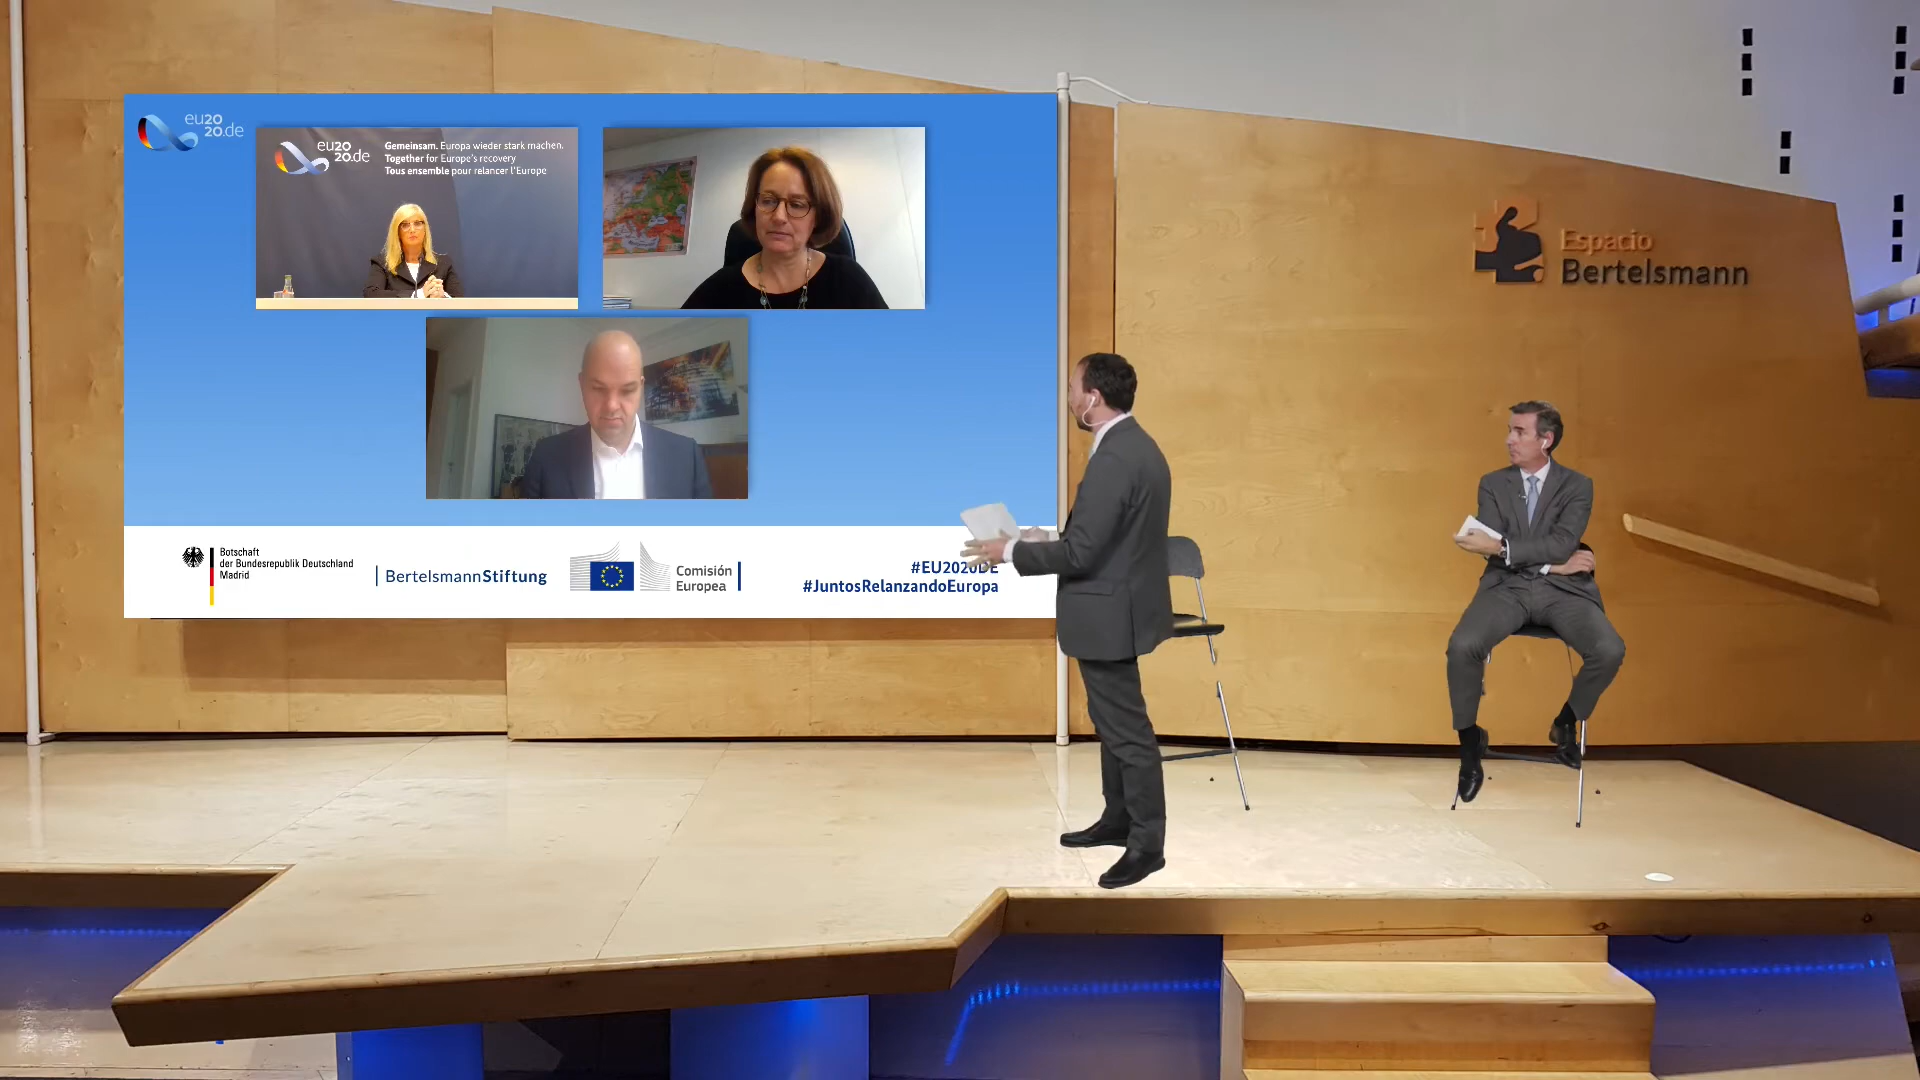 eu20
20.de
eu20
20.de
Gemeinsam. Europa wieder stark machen.
Together for Europe's recovery
Tous ensemble pour relancer l'Europe
Espacio
Bertelsmann
Botschaft
der Bundesrepublik Deutschland
Madrid
BertelsmannStiftung
Comisión
Europea
#EU2020DE
#JuntosRelanzandoEuropa